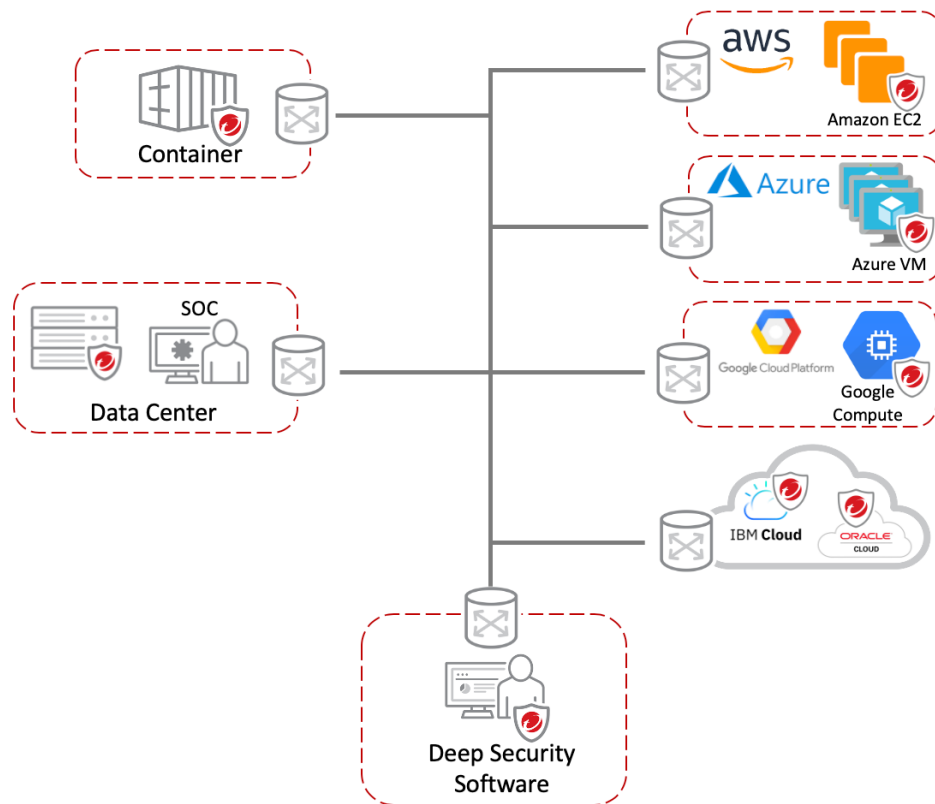 aws
Amazon EC2
Container
Azure
Azure VM
SOC
Data Center
Google Cloud Platform
Google
Compute
IBM Cloud
ORACLE
CLOUD
Deep Security
Software